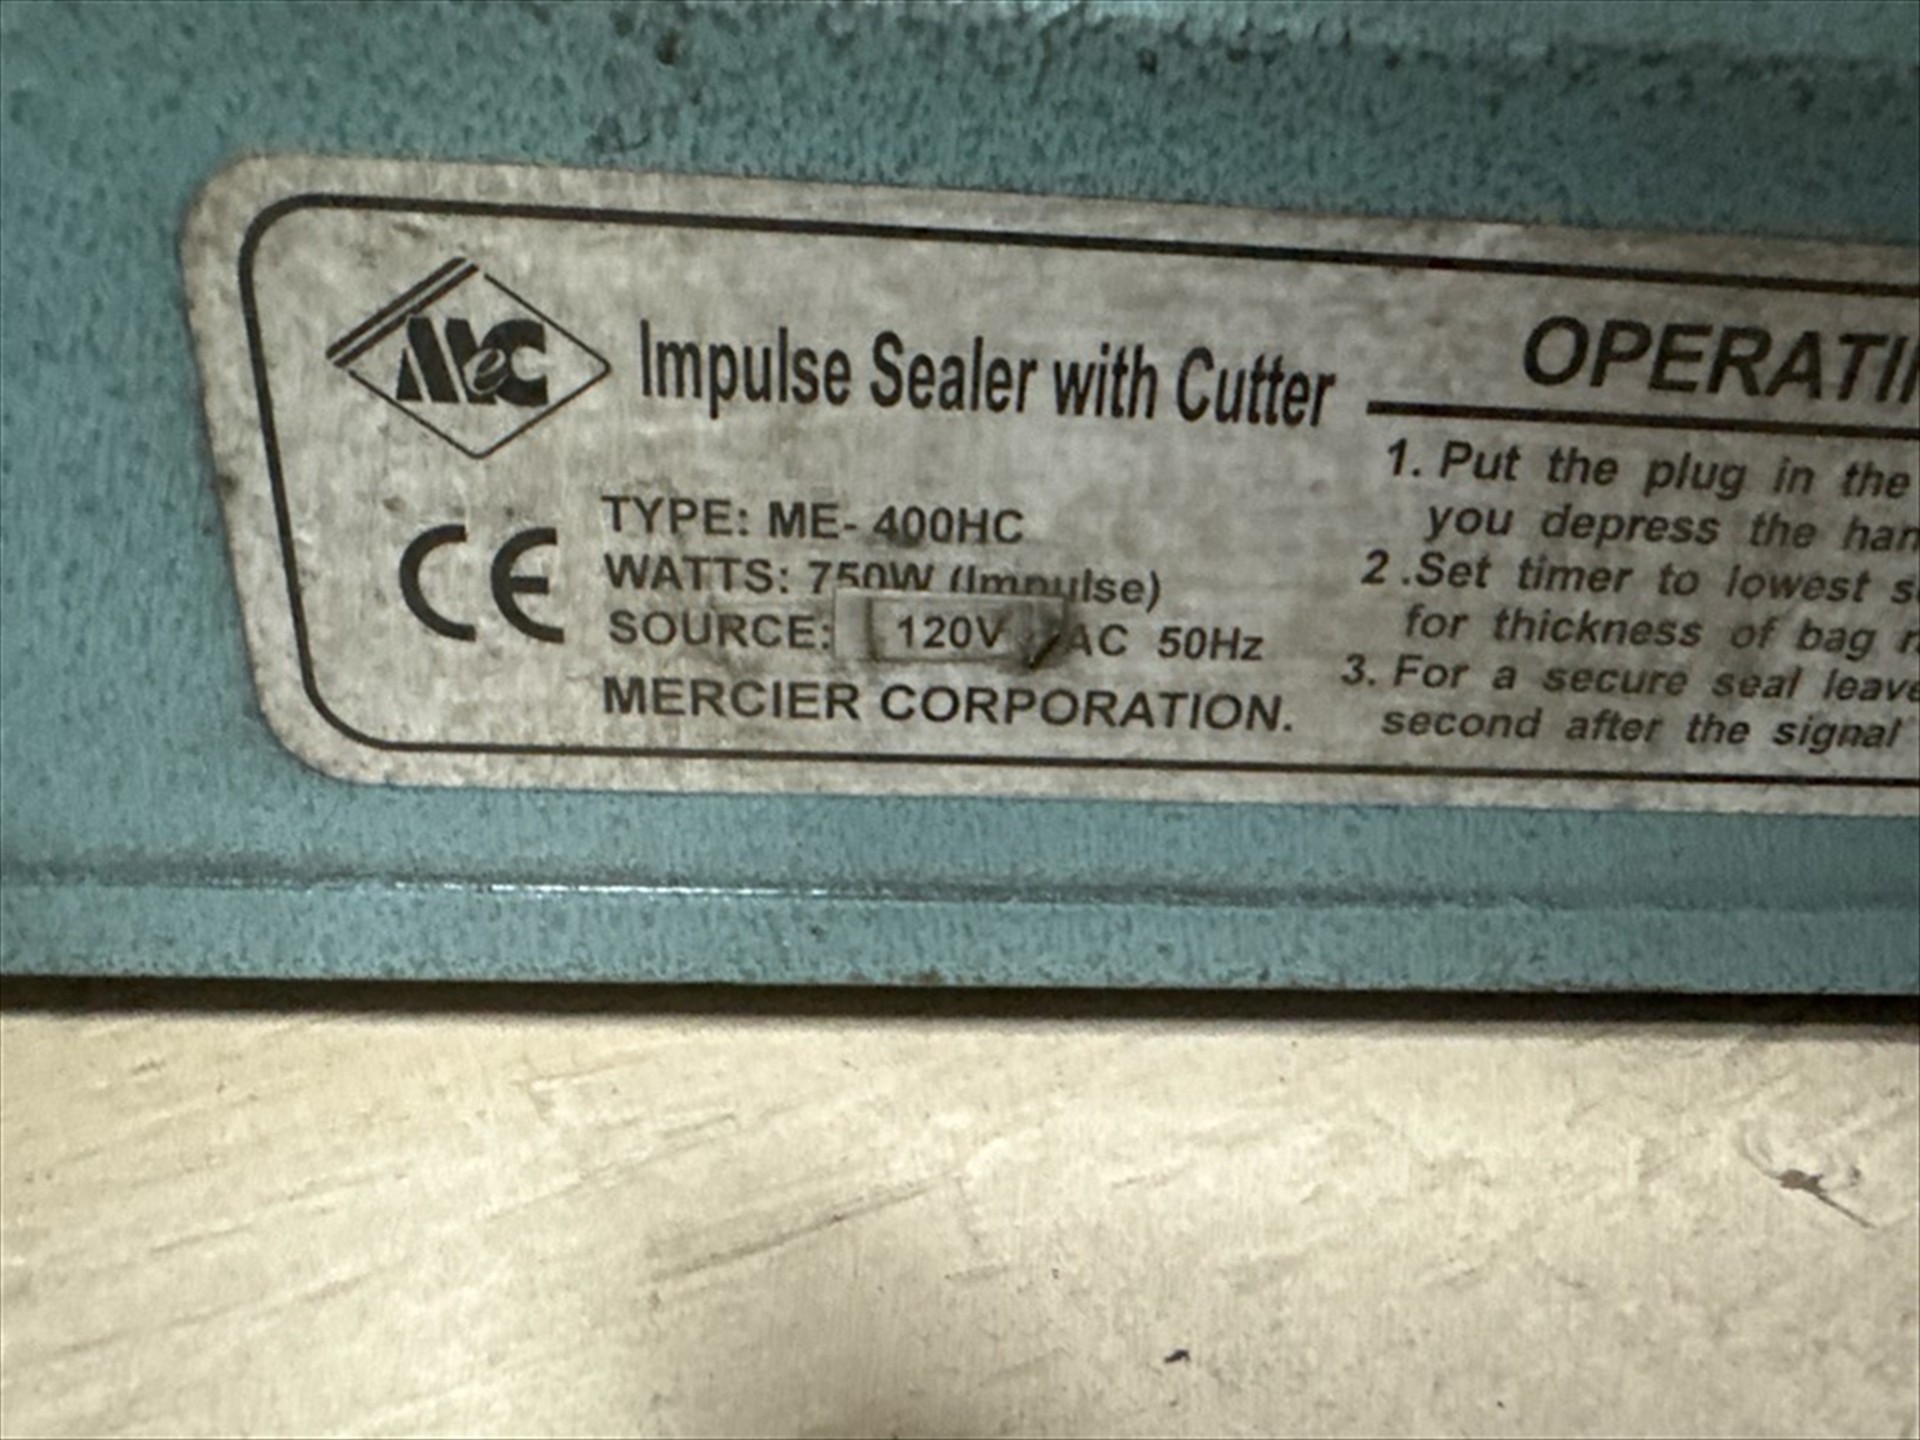 MeC
Impulse Sealer with Cutter
CE
TYPE: ME- 400HC
WATTS: 750W (Impulse)
SOURCE: 120V AC 50Hz
MERCIER CORPORATION.
OPERATI
1. Put the plug in the
you depress the han
2 .Set timer to lowest s
for thickness of bag
3. For a secure seal leave
second after the signal